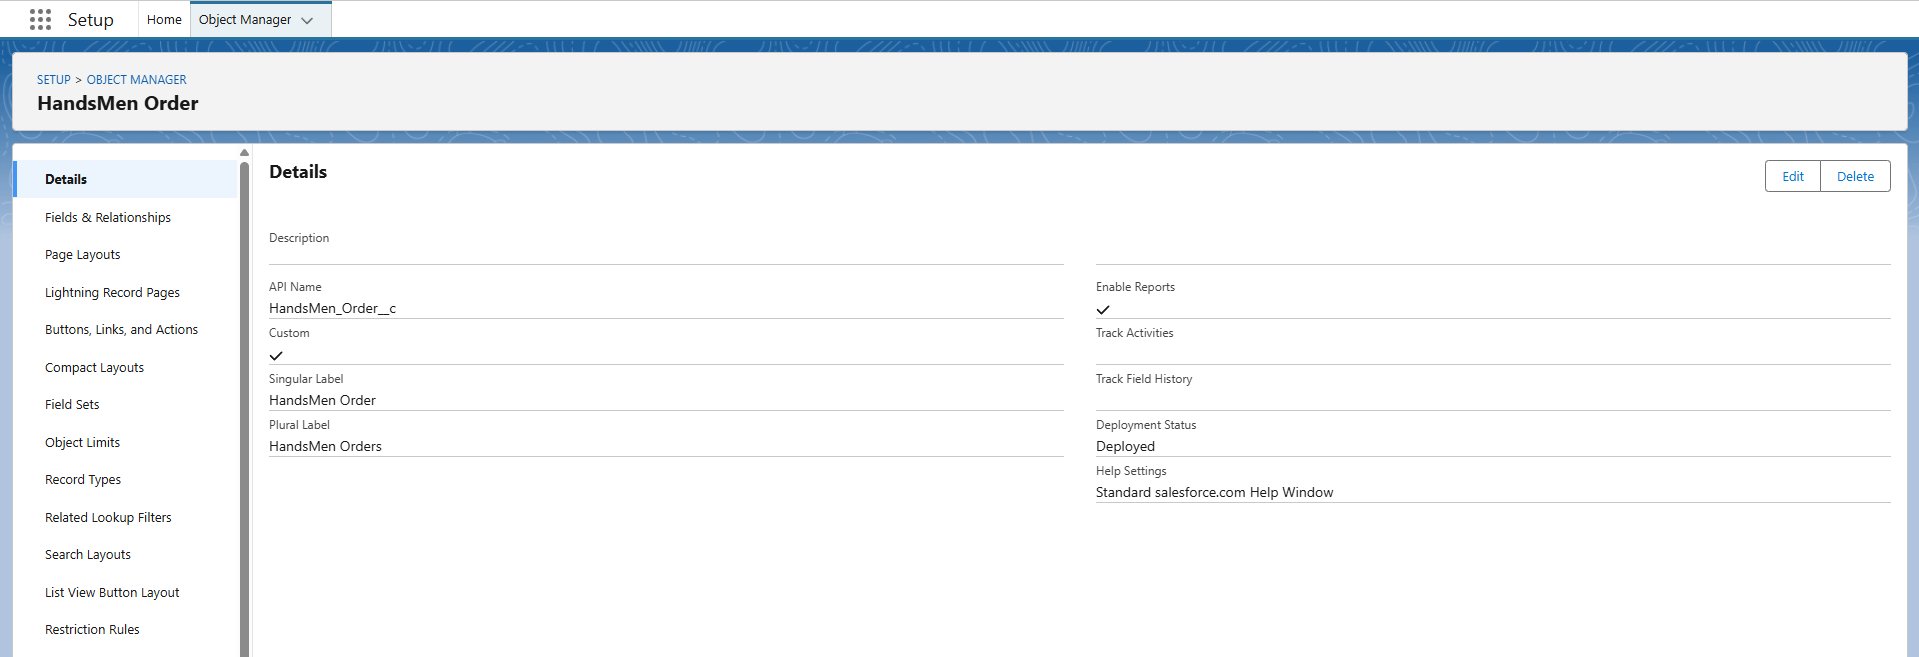 Setup
Home
Object Manager
SETUP > OBJECT MANAGER
HandsMen Order
Details
Fields & Relationships
Page Layouts
Lightning Record Pages
Buttons, Links, and Actions
Compact Layouts
Field Sets
Object Limits
Record Types
Related Lookup Filters
Search Layouts
List View Button Layout
Restriction Rules
Details
Edit
Delete
Description
API Name
HandsMen_Order__c
Custom
Singular Label
HandsMen Order
Plural Label
HandsMen Orders
Enable Reports
Track Activities
Track Field History
Deployment Status
Deployed
Help Settings
Standard salesforce.com Help Window